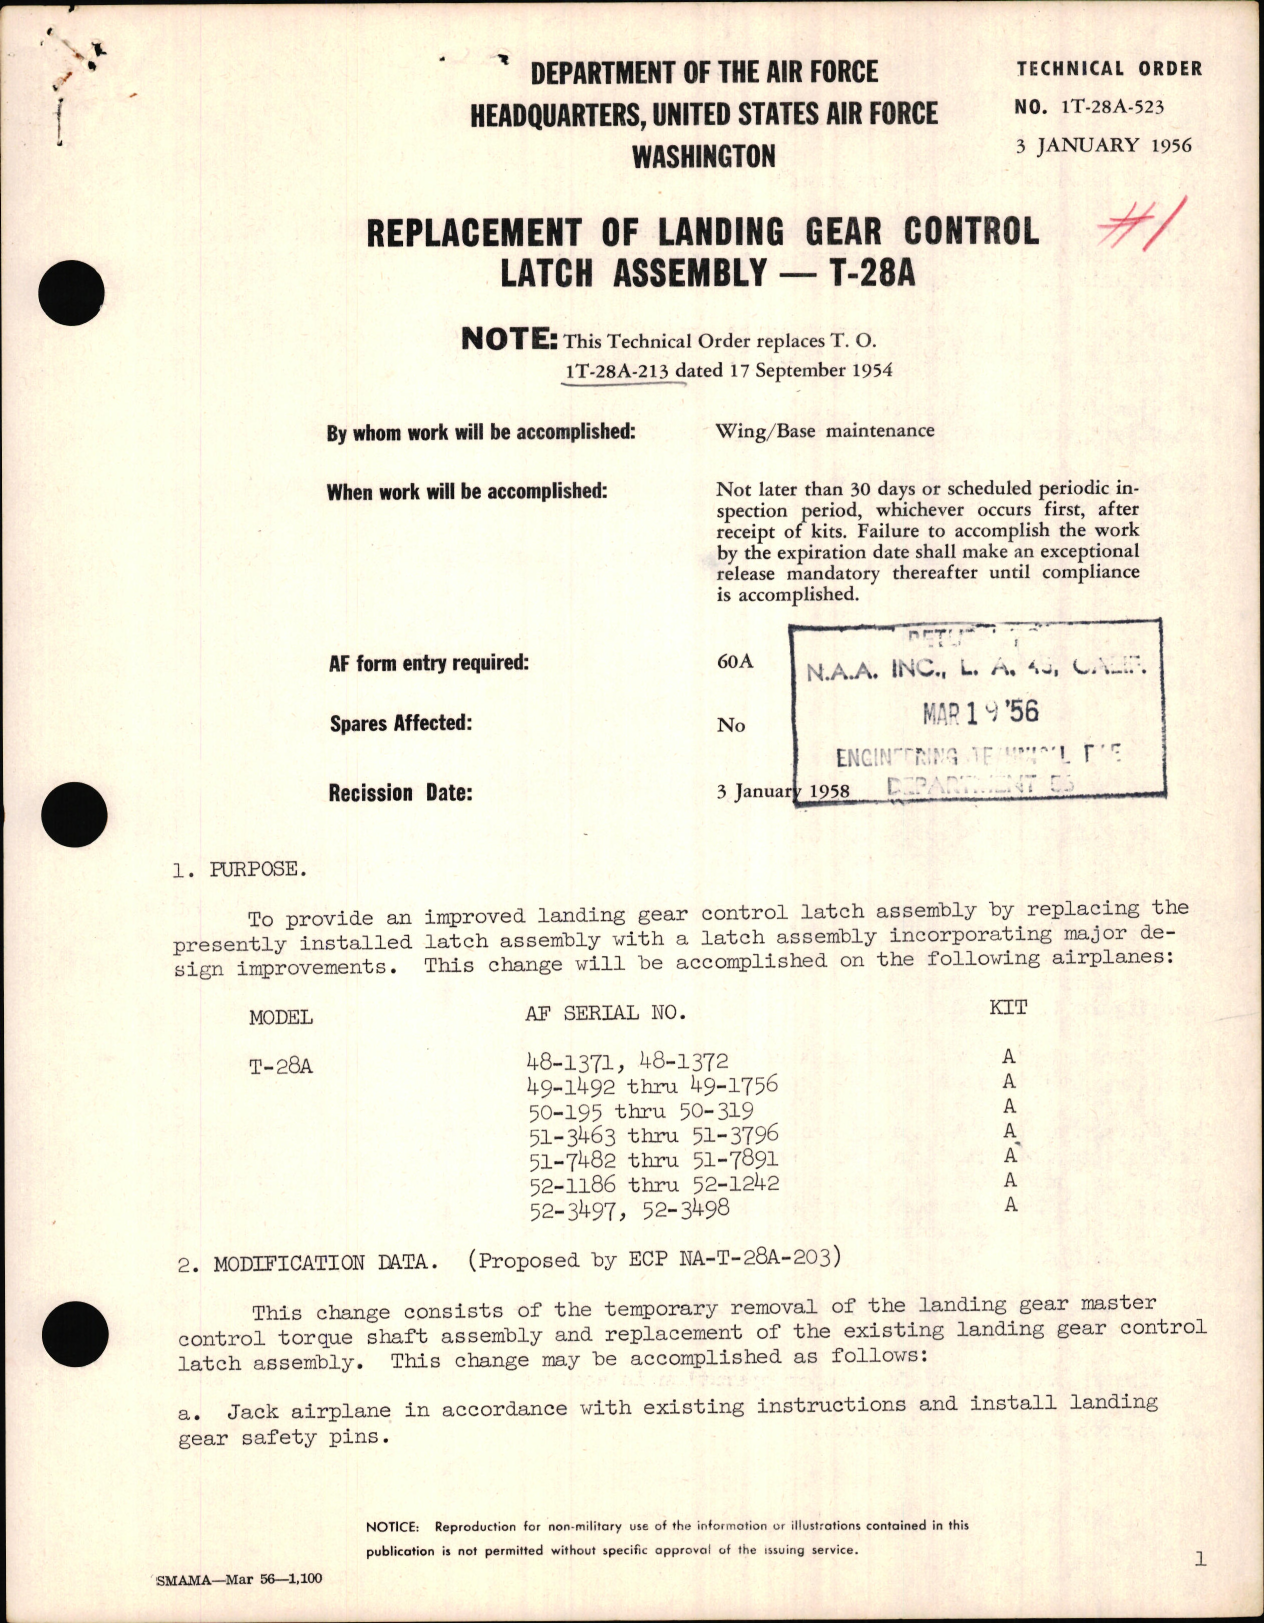 DEPARTMENT OF THE AIR FORCE
HEADQUARTERS, UNITED STATES AIR FORCE
WASHINGTON
TECHNICAL ORDER
NO. 1T-28A-523
3 JANUARY 1956
REPLACEMENT OF LANDING GEAR CONTROL
LATCH ASSEMBLY — T-28A
#1
NOTE: This Technical Order replaces T. O.
1T-28A-213 dated 17 September 1954
By whom work will be accomplished: Wing/Base maintenance
When work will be accomplished: Not later than 30 days or scheduled periodic in-
spection period, whichever occurs first, after
receipt of kits. Failure to accomplish the work
by the expiration date shall make an exceptional
release mandatory thereafter until compliance
is accomplished.
AF form entry required: 60A
Spares Affected: No
Recission Date: 3 January 1958
N.A.A. INC., L. A. 45, CALIF.
MAR 19 '56
ENGINEERING TECHNICAL
DEPARTMENT
1. PURPOSE.
To provide an improved landing gear control latch assembly by replacing the
presently installed latch assembly with a latch assembly incorporating major de-
sign improvements. This change will be accomplished on the following airplanes:
MODEL AF SERIAL NO. KIT
T-28A 48-1371, 48-1372 A
49-1492 thru 49-1756 A
50-195 thru 50-319 A
51-3463 thru 51-3796 A
51-7482 thru 51-7891 A
52-1186 thru 52-1242 A
52-3497, 52-3498 A
2. MODIFICATION DATA. (Proposed by ECP NA-T-28A-203)
This change consists of the temporary removal of the landing gear master
control torque shaft assembly and replacement of the existing landing gear control
latch assembly. This change may be accomplished as follows:
a. Jack airplane in accordance with existing instructions and install landing
gear safety pins.
NOTICE: Reproduction for non-military use of the information or illustrations contained in this
publication is not permitted without specific approval of the issuing service.
1
SMAMA—Mar 56—1,100